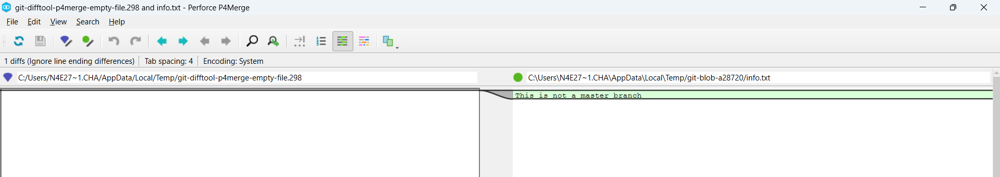 git-difftool-p4merge-empty-file.298 and info.txt - Perforce P4Merge
File Edit View Search Help
1 diffs (Ignore line ending differences) Tab spacing: 4 Encoding: System
C:/Users/N4E27~1.CHA/AppData/Local/Temp/git-difftool-p4merge-empty-file.298
C:\Users\N4E27~1.CHA\AppData\Local\Temp/git-blob-a28720/info.txt
This is not a master branch